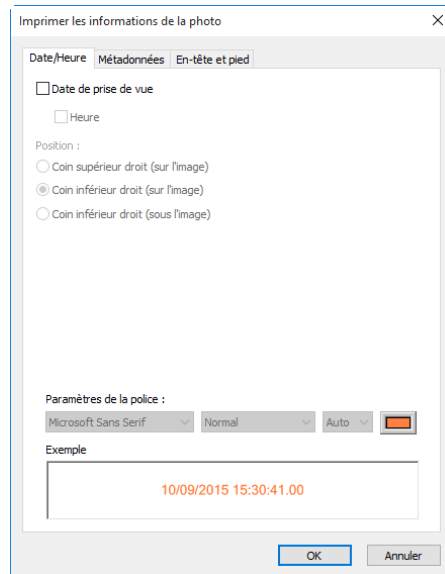 Imprimer les informations de la photo
Date/Heure Métadonnées En-tête et pied
Date de prise de vue
Heure
Position :
Coin supérieur droit (sur l'image)
Coin inférieur droit (sur l'image)
Coin inférieur droit (sous l'image)
Paramètres de la police :
Microsoft Sans Serif Normal Auto
Exemple
10/09/2015 15:30:41.00
OK Annuler